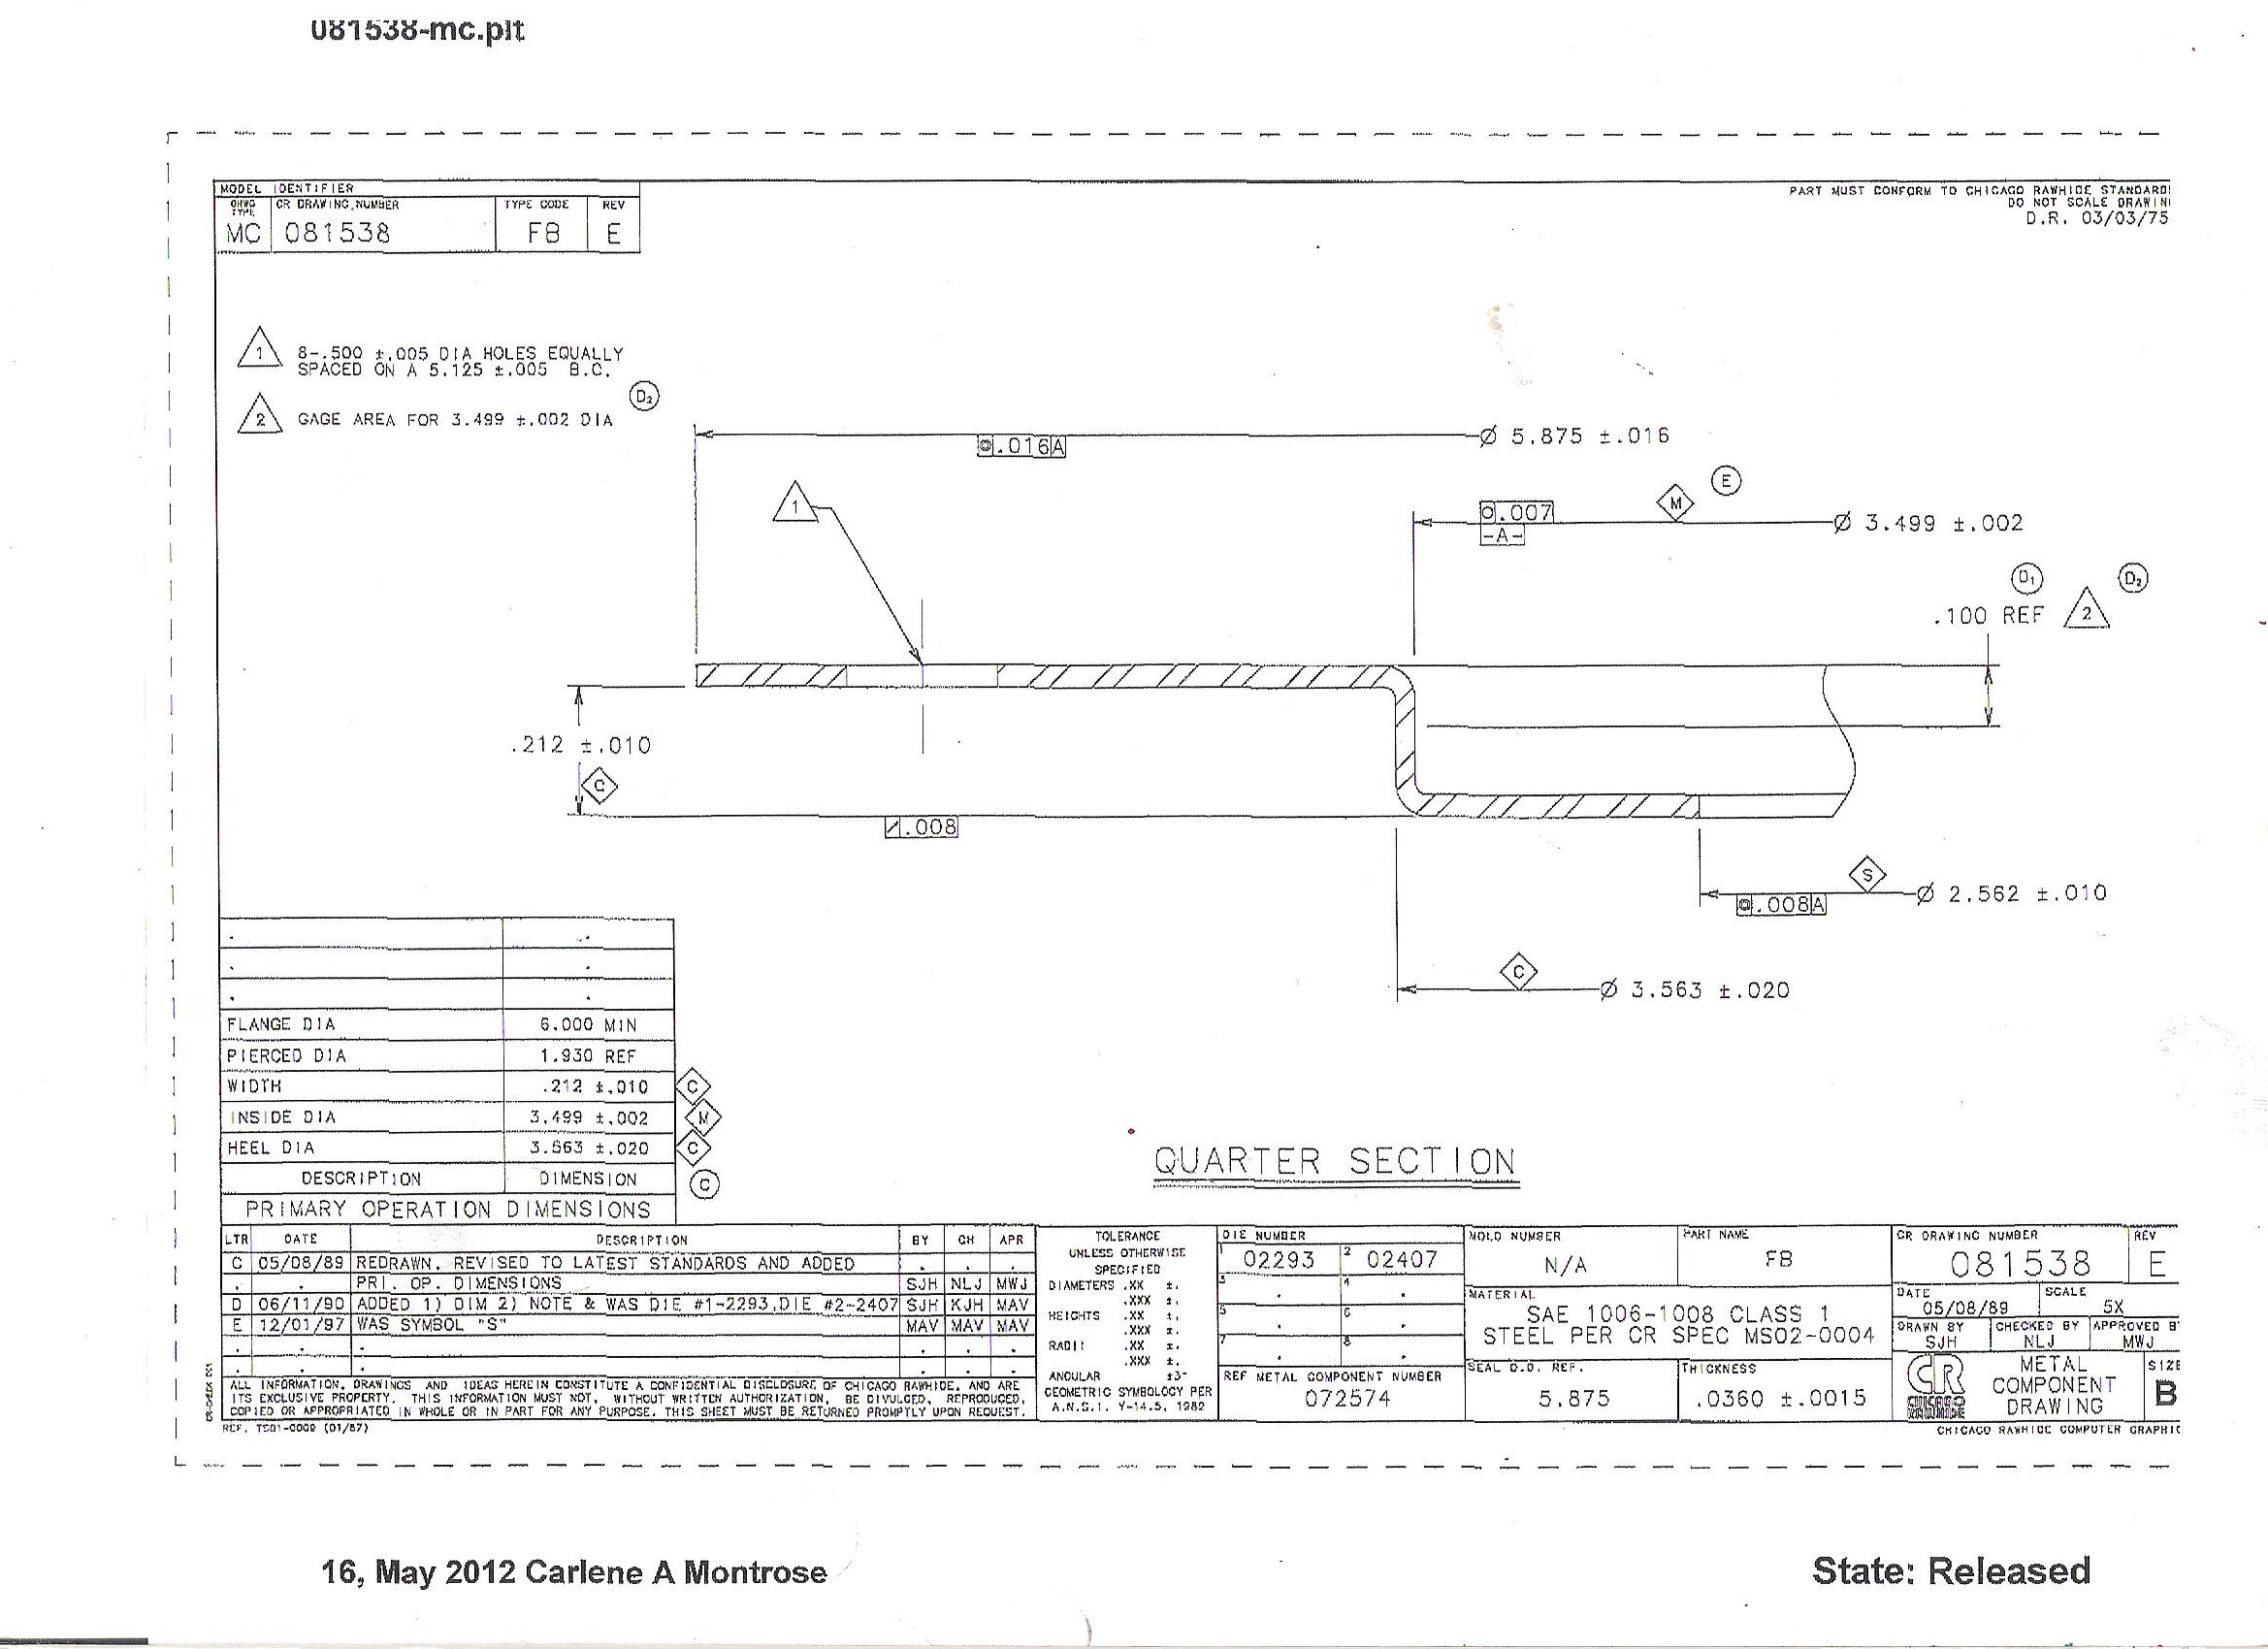 081538-mc.plt
PART MUST CONFORM TO CHICAGO RAWHIDE STANDARD
DO NOT SCALE DRAWIN
D.R. 03/03/75
MODEL IDENTIFIER
DRWG TYPE
CR DRAWING NUMBER
TYPE CODE
REV
MC
081538
FB
E
1
8-.500 ±.005 DIA HOLES EQUALLY
SPACED ON A 5.125 ±.005 B.C.
D2
2
GAGE AREA FOR 3.499 ±.002 DIA
Ø 5.875 ±.016
◎.016A
1
E
M
○.007
-A-
Ø 3.499 ±.002
D1
D2
.100 REF
2
.212 ±.010
C
.008
S
Ø 2.562 ±.010
◎.008A
C
Ø 3.563 ±.020
FLANGE DIA 6.000 MIN
PIERCED DIA 1.930 REF
WIDTH .212 ±.010 C
INSIDE DIA 3.499 ±.002 M
HEEL DIA 3.563 ±.020 C
DESCRIPTION DIMENSION C
PRIMARY OPERATION DIMENSIONS
QUARTER SECTION
LTR DATE DESCRIPTION BY CH APR
C 05/08/89 REDRAWN. REVISED TO LATEST STANDARDS AND ADDED
PRI. OP. DIMENSIONS SJH NLJ MWJ
D 06/11/90 ADDED 1) DIM 2) NOTE & WAS DIE #1-2293,DIE #2-2407 SJH KJH MAV
E 12/01/97 WAS SYMBOL "S" MAV MAV MAV
ALL INFORMATION, DRAWINGS AND IDEAS HEREIN CONSTITUTE A CONFIDENTIAL DISCLOSURE OF CHICAGO RAWHIDE, AND ARE
ITS EXCLUSIVE PROPERTY. THIS INFORMATION MUST NOT, WITHOUT WRITTEN AUTHORIZATION, BE DIVULGED, REPRODUCED,
COPIED OR APPROPRIATED IN WHOLE OR IN PART FOR ANY PURPOSE. THIS SHEET MUST BE RETURNED PROMPTLY UPON REQUEST.
REF. TS01-0009 (01/87)
TOLERANCE
UNLESS OTHERWISE
SPECIFIED
DIAMETERS .XX ±.
.XXX ±.
HEIGHTS .XX ±.
.XXX ±.
RADII .XX ±.
.XXX ±.
ANGULAR ±3°
GEOMETRIC SYMBOLOGY PER
A.N.S.I. Y-14.5, 1982
DIE NUMBER
1 02293 2 02407
3 4
5 6
7 8
REF METAL COMPONENT NUMBER
072574
MOLD NUMBER
N/A
PART NAME
FB
MATERIAL
SAE 1006-1008 CLASS 1
STEEL PER CR SPEC MS02-0004
SEAL O.D. REF.
5.875
THICKNESS
.0360 ±.0015
CR DRAWING NUMBER
081538
REV
E
DATE
05/08/89
SCALE
5X
DRAWN BY
SJH
CHECKED BY
NLJ
APPROVED B
MWJ
CR
CHICAGO
RAWHIDE
METAL
COMPONENT
DRAWING
SIZE
B
CHICAGO RAWHIDE COMPUTER GRAPHIC
16, May 2012 Carlene A Montrose
State: Released